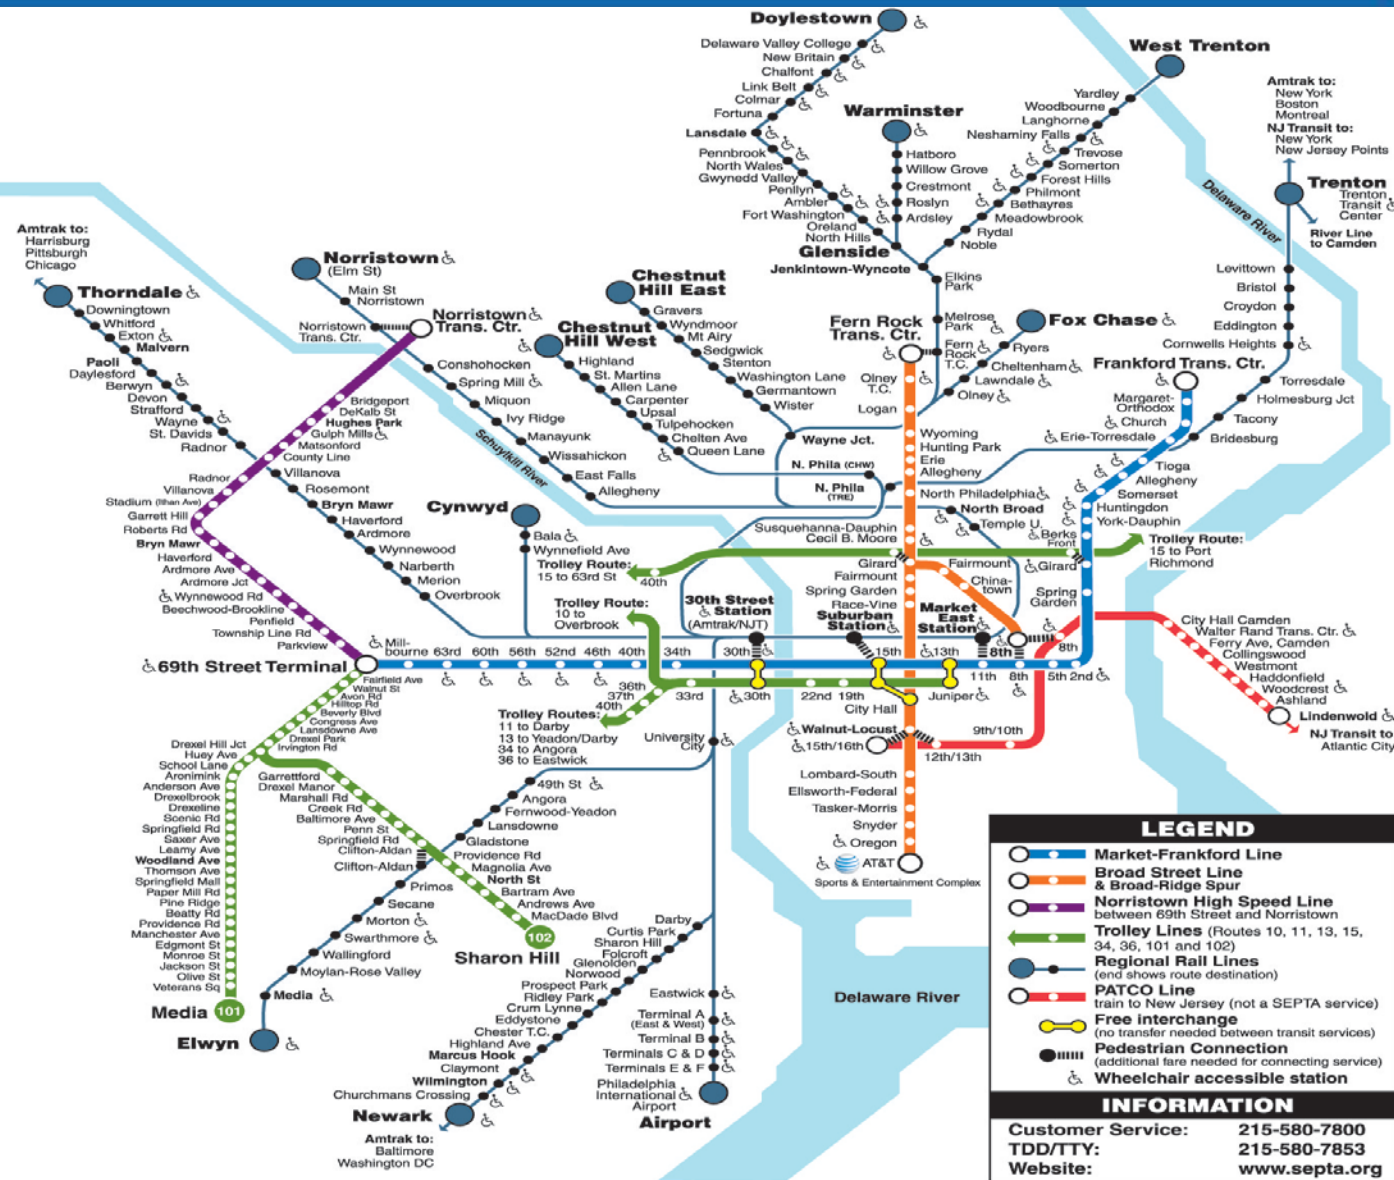 Doylestown
Delaware Valley College
New Britain
Chalfont
Link Belt
Colmar
Fortuna
Lansdale
Pennbrook
North Wales
Gwynedd Valley
Penllyn
Ambler
Fort Washington
Oreland
North Hills
Glenside
Jenkintown-Wyncote
Warminster
Hatboro
Willow Grove
Crestmont
Roslyn
Ardsley
West Trenton
Yardley
Woodbourne
Langhorne
Neshaminy Falls
Trevose
Somerton
Forest Hills
Philmont
Bethayres
Meadowbrook
Rydal
Noble
Elkins
Park
Melrose
Park
Fern
Rock
T.C.
Amtrak to:
New York
Boston
Montreal
NJ Transit to:
New York
New Jersey Points
Trenton
Trenton
Transit
Center
River Line
to Camden
Delaware River
Levittown
Bristol
Croydon
Eddington
Cornwells Heights
Torresdale
Holmesburg Jct
Tacony
Bridesburg
Amtrak to:
Harrisburg
Pittsburgh
Chicago
Thorndale
Downingtown
Whitford
Exton
Malvern
Paoli
Daylesford
Berwyn
Devon
Strafford
Wayne
St. Davids
Radnor
Villanova
Rosemont
Bryn Mawr
Haverford
Ardmore
Wynnewood
Narberth
Merion
Overbrook
Norristown
(Elm St)
Main St
Norristown
Norristown
Trans. Ctr.
Norristown
Trans. Ctr.
Conshohocken
Spring Mill
Miquon
Ivy Ridge
Manayunk
Wissahickon
East Falls
Allegheny
Schuylkill River
Bridgeport
DeKalb St
Hughes Park
Gulph Mills
Matsonford
County Line
Radnor
Villanova
Stadium (Ithan Ave)
Garrett Hill
Roberts Rd
Bryn Mawr
Haverford
Ardmore Ave
Ardmore Jct
Wynnewood Rd
Beechwood-Brookline
Penfield
Township Line Rd
Parkview
69th Street Terminal
Chestnut
Hill East
Gravers
Wyndmoor
Mt Airy
Sedgwick
Stenton
Washington Lane
Germantown
Wister
Wayne Jct.
Chestnut
Hill West
Highland
St. Martins
Allen Lane
Carpenter
Upsal
Tulpehocken
Chelten Ave
Queen Lane
N. Phila (CHW)
N. Phila
(TRE)
Fern Rock
Trans. Ctr.
Olney
T.C.
Logan
Wyoming
Hunting Park
Erie
Allegheny
North Philadelphia
North Broad
Temple U.
Susquehanna-Dauphin
Cecil B. Moore
Girard
Fairmount
Spring Garden
Race-Vine
Fairmount
China-
town
Fox Chase
Ryers
Cheltenham
Lawndale
Olney
Frankford Trans. Ctr.
Margaret-
Orthodox
Church
Erie-Torresdale
Tioga
Allegheny
Somerset
Huntingdon
York-Dauphin
Berks
Front
Girard
Spring
Garden
Trolley Route:
15 to Port
Richmond
Cynwyd
Bala
Wynnefield Ave
Trolley Route:
15 to 63rd St
40th
Trolley Route:
10 to
Overbrook
30th Street
Station
(Amtrak/NJT)
Suburban
Station
Market
East
Station
8th
Mill-
bourne
63rd
60th
56th
52nd
46th
40th
34th
30th
15th
13th
11th
8th
8th
5th
2nd
36th
37th
40th
33rd
30th
22nd
19th
City Hall
Juniper
Trolley Routes:
11 to Darby
13 to Yeadon/Darby
34 to Angora
36 to Eastwick
University
City
Walnut-Locust
15th/16th
9th/10th
12th/13th
City Hall Camden
Walter Rand Trans. Ctr.
Ferry Ave, Camden
Collingswood
Westmont
Haddonfield
Woodcrest
Ashland
Lindenwold
NJ Transit to
Atlantic City
Lombard-South
Ellsworth-Federal
Tasker-Morris
Snyder
Oregon
AT&T
Sports & Entertainment Complex
Fairfield Ave
Walnut St
Avon Rd
Hilltop Rd
Beverly Blvd
Congress Ave
Lansdowne Ave
Drexel Park
Irvington Rd
Drexel Hill Jct
Huey Ave
School Lane
Aronimink
Anderson Ave
Drexelbrook
Drexeline
Scenic Rd
Springfield Rd
Saxer Ave
Leamy Ave
Woodland Ave
Thomson Ave
Springfield Mall
Paper Mill Rd
Pine Ridge
Beatty Rd
Providence Rd
Manchester Ave
Edgmont St
Monroe St
Jackson St
Olive St
Veterans Sq
Media
101
Garrettford
Drexel Manor
Marshall Rd
Creek Rd
Baltimore Ave
Penn St
Springfield Rd
Clifton-Aldan
Clifton-Aldan
Providence Rd
Magnolia Ave
North St
Bartram Ave
Andrews Ave
MacDade Blvd
102
Sharon Hill
49th St
Angora
Fernwood-Yeadon
Lansdowne
Gladstone
Primos
Secane
Morton
Swarthmore
Wallingford
Moylan-Rose Valley
Media
Elwyn
Darby
Curtis Park
Sharon Hill
Folcroft
Glenolden
Norwood
Prospect Park
Ridley Park
Crum Lynne
Eddystone
Chester T.C.
Highland Ave
Marcus Hook
Claymont
Wilmington
Churchmans Crossing
Newark
Amtrak to:
Baltimore
Washington DC
Eastwick
Terminal A
(East & West)
Terminal B
Terminals C & D
Terminals E & F
Philadelphia
International
Airport
Airport
Delaware River
LEGEND
Market-Frankford Line
Broad Street Line
& Broad-Ridge Spur
Norristown High Speed Line
between 69th Street and Norristown
Trolley Lines (Routes 10, 11, 13, 15,
34, 36, 101 and 102)
Regional Rail Lines
(end shows route destination)
PATCO Line
train to New Jersey (not a SEPTA service)
Free interchange
(no transfer needed between transit services)
Pedestrian Connection
(additional fare needed for connecting service)
Wheelchair accessible station
INFORMATION
Customer Service: 215-580-7800
TDD/TTY: 215-580-7853
Website: www.septa.org